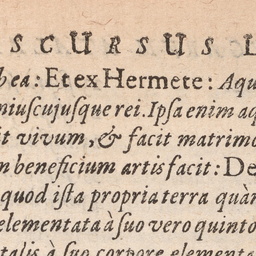 SCURSUS
bea: Et ex Hermete: Aqu
niuscujusque rei. Ipſa enim aq
it vivum, & facit matrimo
n beneficium artis facit: De
quod iſta propria terra quàn
elementata à ſuo vero quinto
talis à ſuo corpore elementa